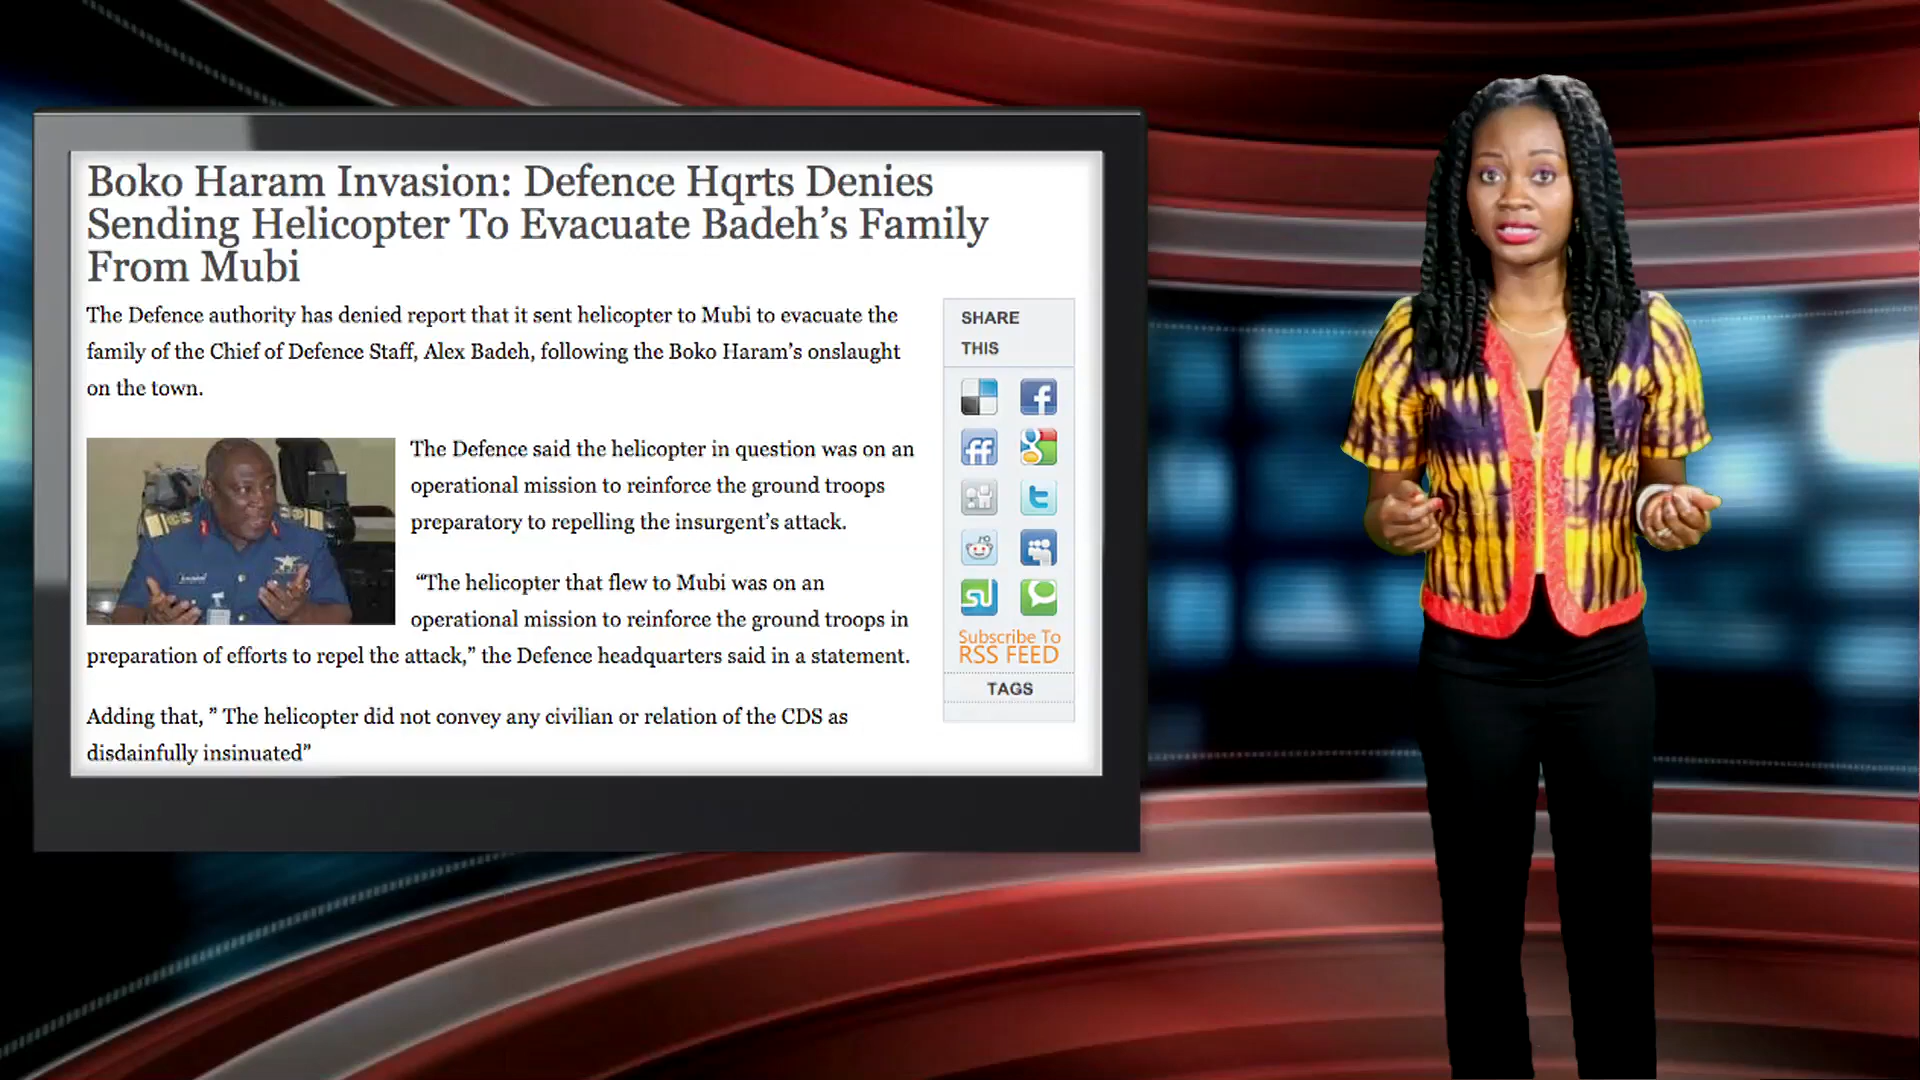 Boko Haram Invasion: Defence Hqrts Denies
Sending Helicopter To Evacuate Badeh's Family
From Mubi
The Defence authority has denied report that it sent helicopter to Mubi to evacuate the
family of the Chief of Defence Staff, Alex Badeh, following the Boko Haram's onslaught
on the town.
The Defence said the helicopter in question was on an
operational mission to reinforce the ground troops
preparatory to repelling the insurgent's attack.
“The helicopter that flew to Mubi was on an
operational mission to reinforce the ground troops in
preparation of efforts to repel the attack,” the Defence headquarters said in a statement.
Adding that, ” The helicopter did not convey any civilian or relation of the CDS as
disdainfully insinuated”
SHARE
THIS
f
ff
g
t
SU
Subscribe To
RSS FEED
TAGS